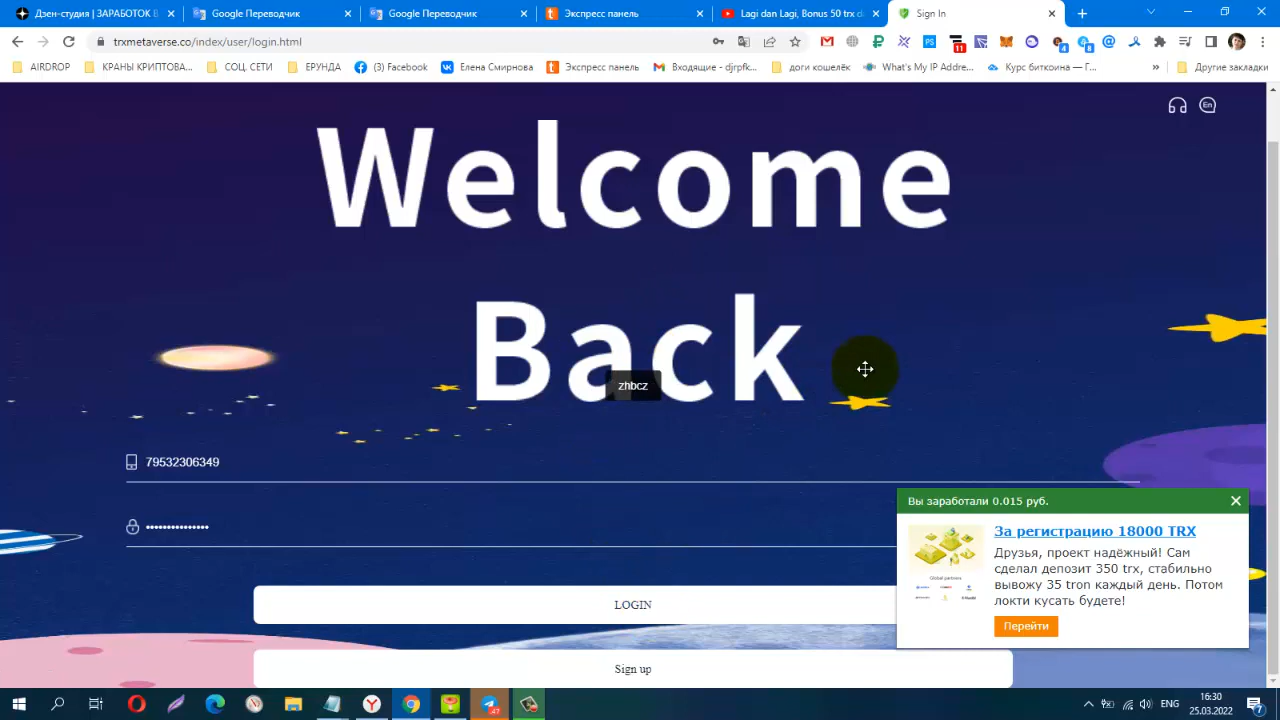 Дзен-студия | ЗАРАБОТОК В
Google Переводчик
Google Переводчик
Экспресс панель
Lagi dan Lagi, Bonus 50 trx d
Sign In
trxmetaverse.co/index/user/login.html
11
4
8
AIRDROP
КРАНЫ КРИПТОВА...
СОЦ. СЕТИ
ЕРУНДА
(3) Facebook
Елена Смирнова
Экспресс панель
Входящие - djrpfk...
доги кошелёк
What's My IP Addre...
Курс биткоина — Г...
»
Другие закладки
En
Welcome
Back
zhbcz
79532306349
•••••••••••••••
LOGIN
Sign up
Вы заработали 0.015 руб.
За регистрацию 18000 TRX
Друзья, проект надёжный! Сам
сделал депозит 350 trx, стабильно
вывожу 35 tron каждый день. Потом
локти кусать будете!
Перейти
ENG
16:30
25.03.2022